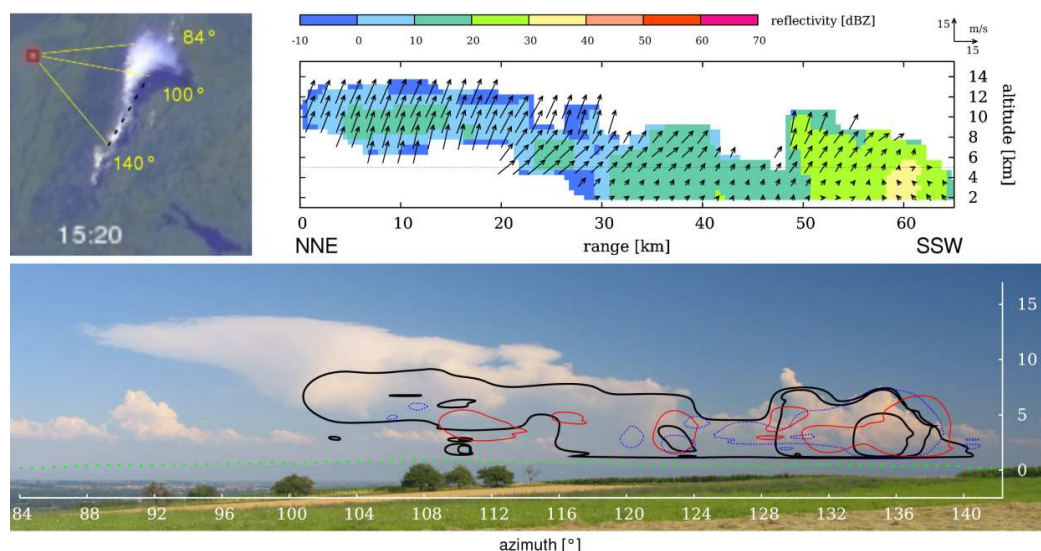 84°
100°
140°
15:20
reflectivity [dBZ]
-10 0 10 20 30 40 50 60 70
15 m/s
15
14
12
10
8
6
4
2
altitude [km]
0 10 20 30 40 50 60
NNE range [km] SSW
15
10
5
0
84 92 96 100 104 108 112 116 120 124 128 132 136 140
azimuth [°]